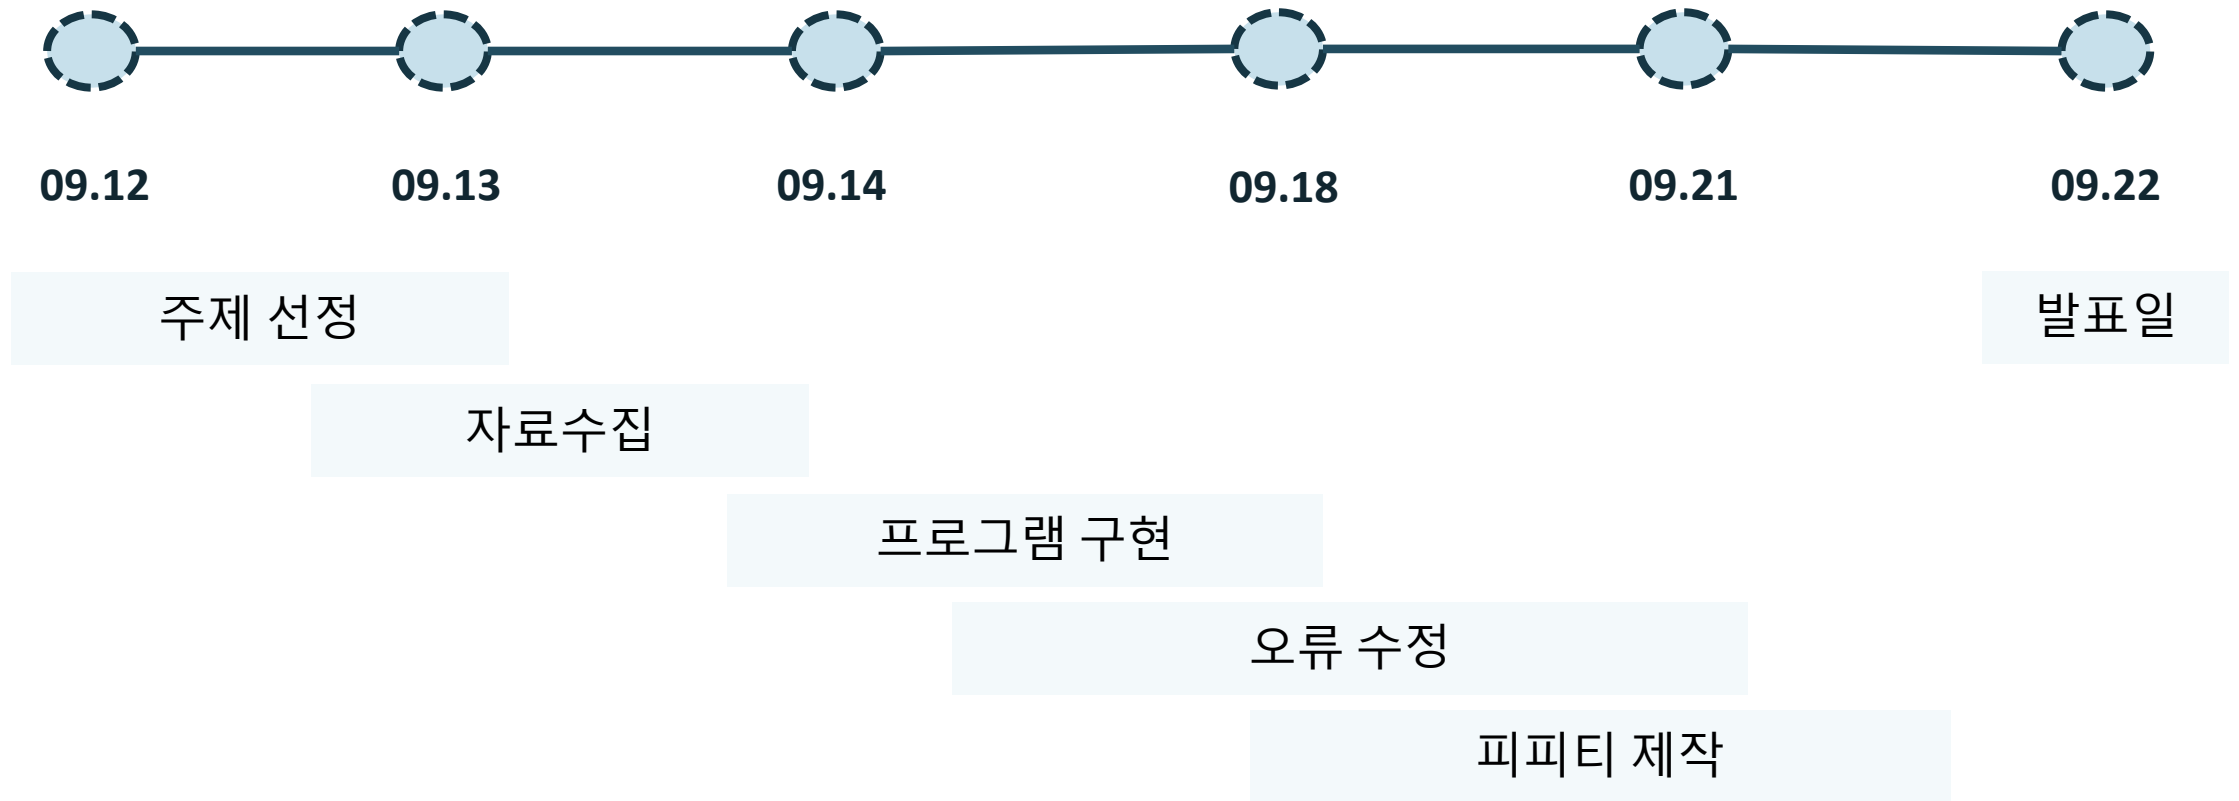 09.12
09.13
09.14
09.18
09.21
09.22
주제 선정
발표일
자료수집
프로그램 구현
오류 수정
피피티 제작